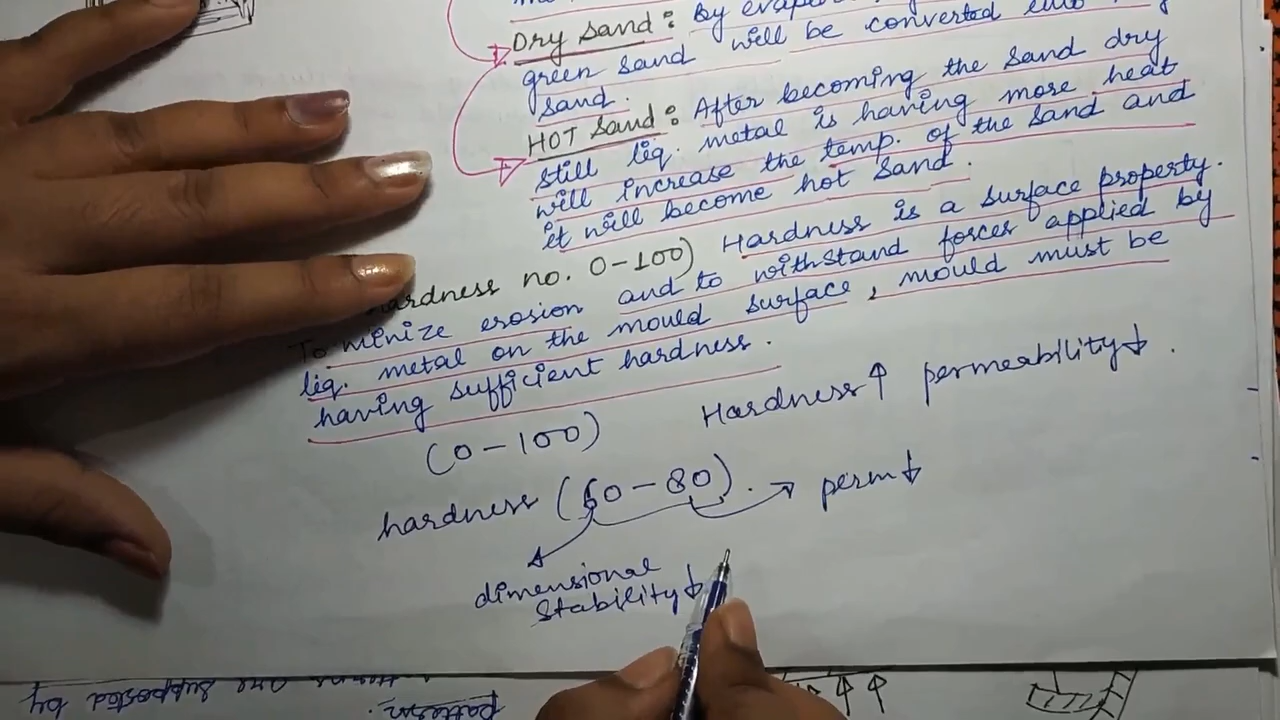 Dry Sand : By
green sand will be converted into
sand.
HOT Sand : After becoming the sand dry
still liq. metal is having more heat
will increase the temp. of the sand and
it will become hot sand.
hardness no. 0-100) Hardness is a surface property.
To minize erosion and to withstand forces applied by
liq. metal on the mould surface, mould must be
having sufficient hardness.
(0-100) Hardness↑ permeability↓.
hardness (60-80). → perm↓
dimensional
stability↓
are supposted by
pattern.